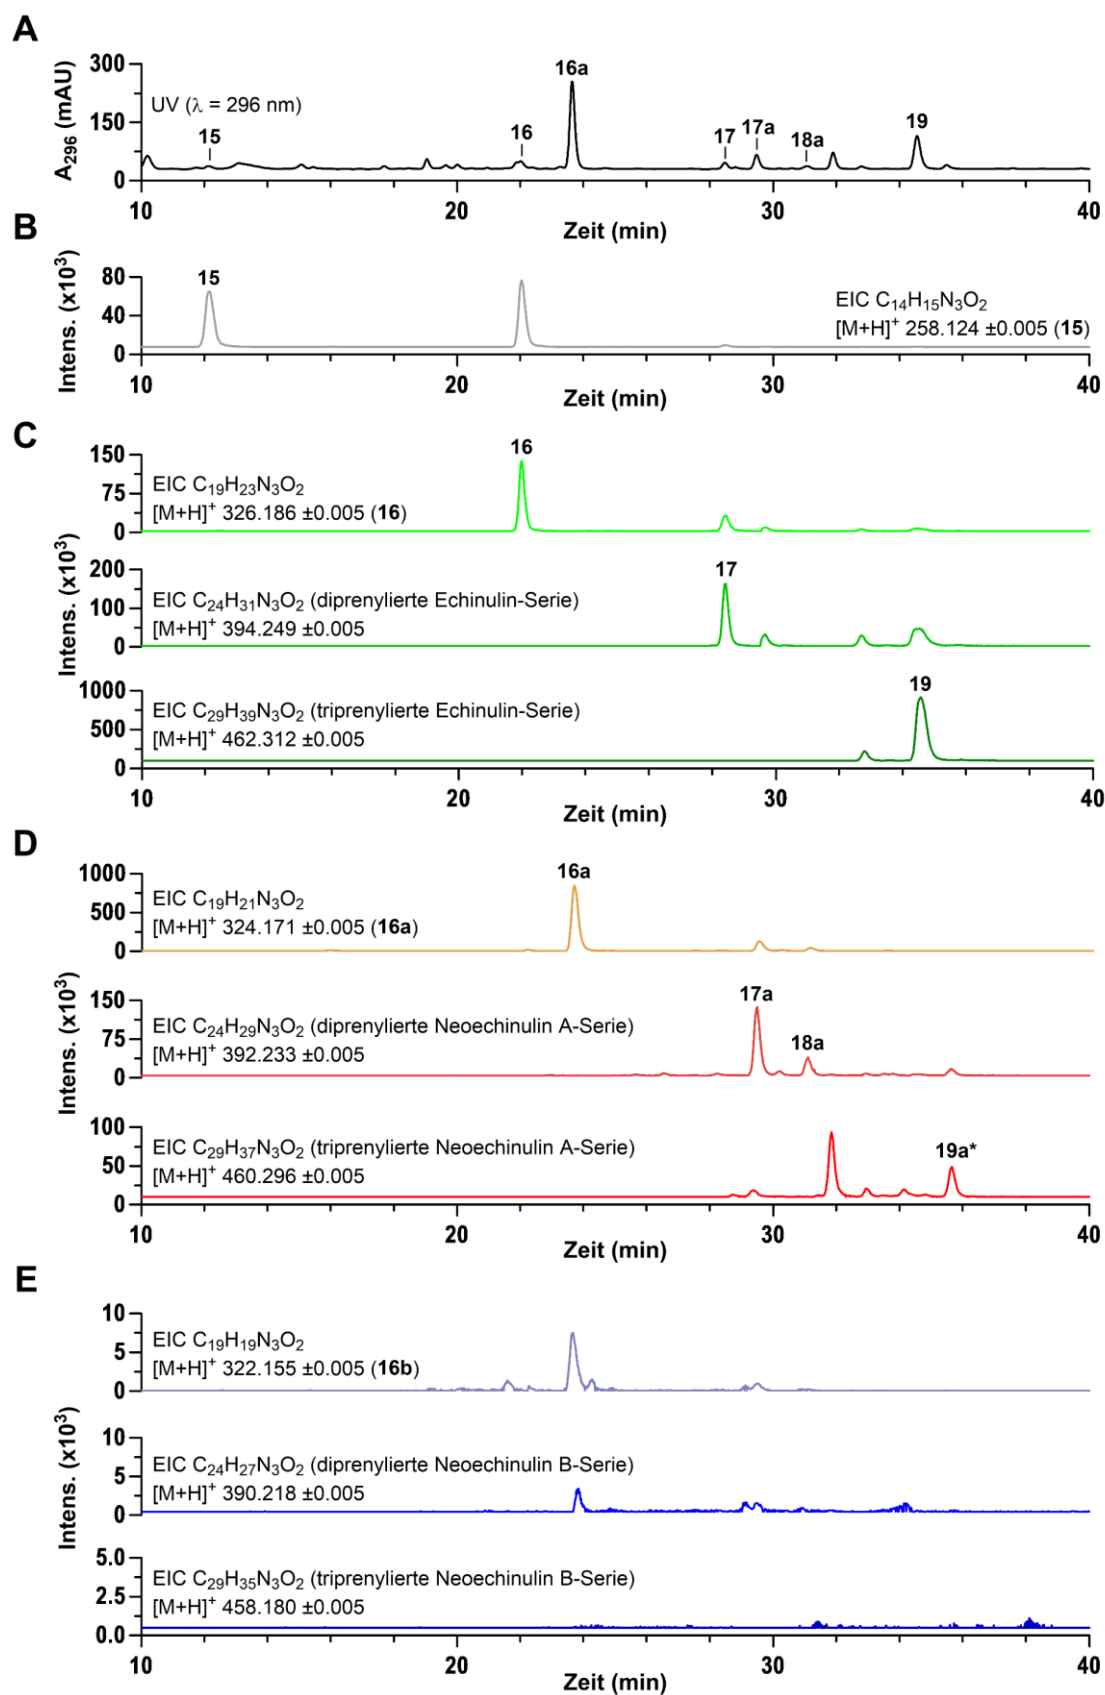 A
300
150
0
A₂₉₆ (mAU)
UV (λ = 296 nm)
15
16
16a
17
17a
18a
19
10
20
30
40
Zeit (min)
B
80
40
0
Intens. (x10³)
15
EIC C₁₄H₁₅N₃O₂
[M+H]⁺ 258.124 ±0.005 (15)
10
20
30
40
Zeit (min)
C
Intens. (x10³)
150
75
0
16
EIC C₁₉H₂₃N₃O₂
[M+H]⁺ 326.186 ±0.005 (16)
200
100
0
17
EIC C₂₄H₃₁N₃O₂ (diprenylierte Echinulin-Serie)
[M+H]⁺ 394.249 ±0.005
1000
500
0
19
EIC C₂₉H₃₉N₃O₂ (triprenylierte Echinulin-Serie)
[M+H]⁺ 462.312 ±0.005
10
20
30
40
Zeit (min)
D
Intens. (x10³)
1000
500
0
16a
EIC C₁₉H₂₁N₃O₂
[M+H]⁺ 324.171 ±0.005 (16a)
150
75
0
17a
18a
EIC C₂₄H₂₉N₃O₂ (diprenylierte Neoechinulin A-Serie)
[M+H]⁺ 392.233 ±0.005
100
50
0
19a*
EIC C₂₉H₃₇N₃O₂ (triprenylierte Neoechinulin A-Serie)
[M+H]⁺ 460.296 ±0.005
10
20
30
40
Zeit (min)
E
Intens. (x10³)
10
5
0
EIC C₁₉H₁₉N₃O₂
[M+H]⁺ 322.155 ±0.005 (16b)
10
5
0
EIC C₂₄H₂₇N₃O₂ (diprenylierte Neoechinulin B-Serie)
[M+H]⁺ 390.218 ±0.005
5.0
2.5
0.0
EIC C₂₉H₃₅N₃O₂ (triprenylierte Neoechinulin B-Serie)
[M+H]⁺ 458.180 ±0.005
10
20
30
40
Zeit (min)